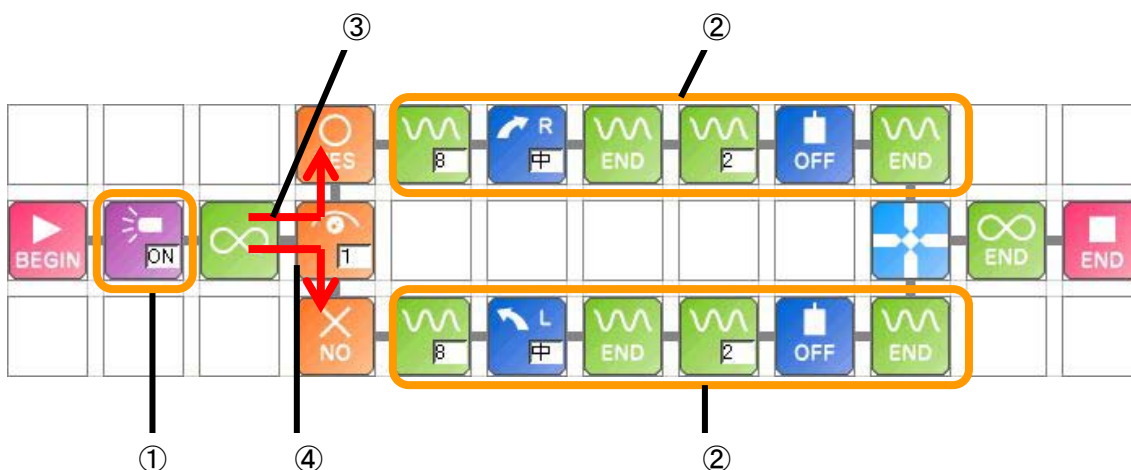 ③ ②
YES 8 R 中 END 2 OFF END
BEGIN ON 1 END END
NO 8 L 中 END 2 OFF END
① ④ ②